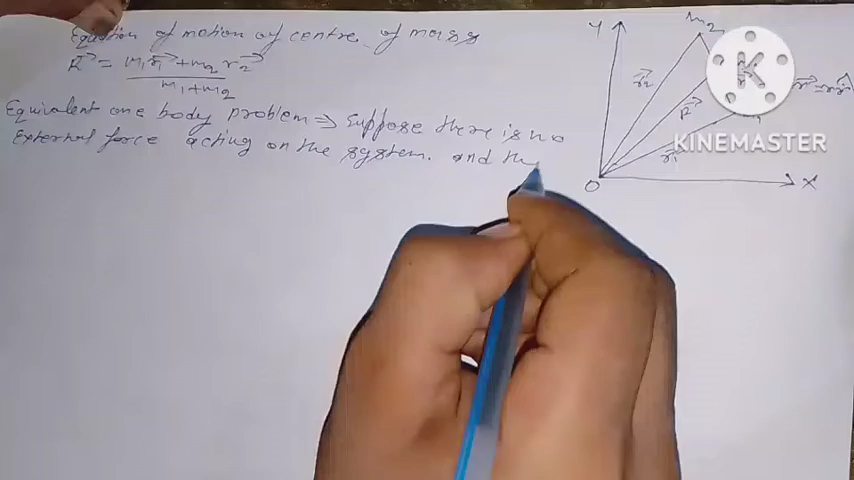 Equation of motion of centre of mass
R⃗ = m₁r₁⃗ + m₂r₂⃗
m₁+m₂
Equivalent one body problem ⇒ Suppose there is no
External force acting on the system. and the
Y
m₂
r₂⃗
R⃗
r₁⃗
O
X
K
KINEMASTER